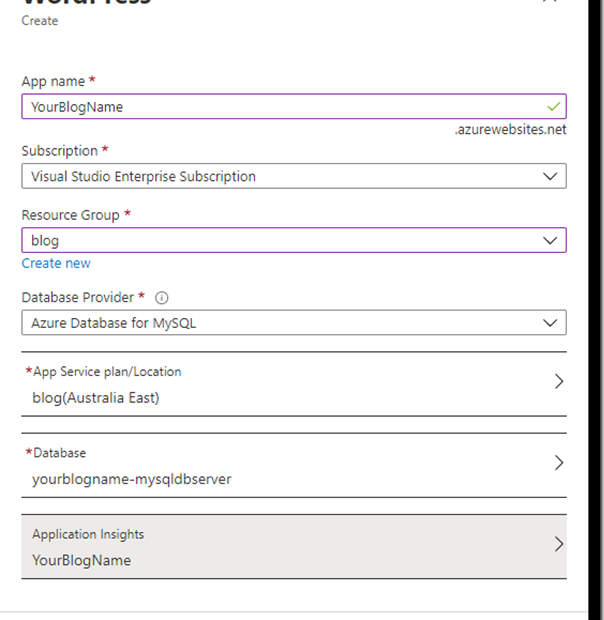 WordPress
Create
App name *
YourBlogName
.azurewebsites.net
Subscription *
Visual Studio Enterprise Subscription
Resource Group *
blog
Create new
Database Provider *
Azure Database for MySQL
*App Service plan/Location
blog(Australia East)
*Database
yourblogname-mysqldbserver
Application Insights
YourBlogName